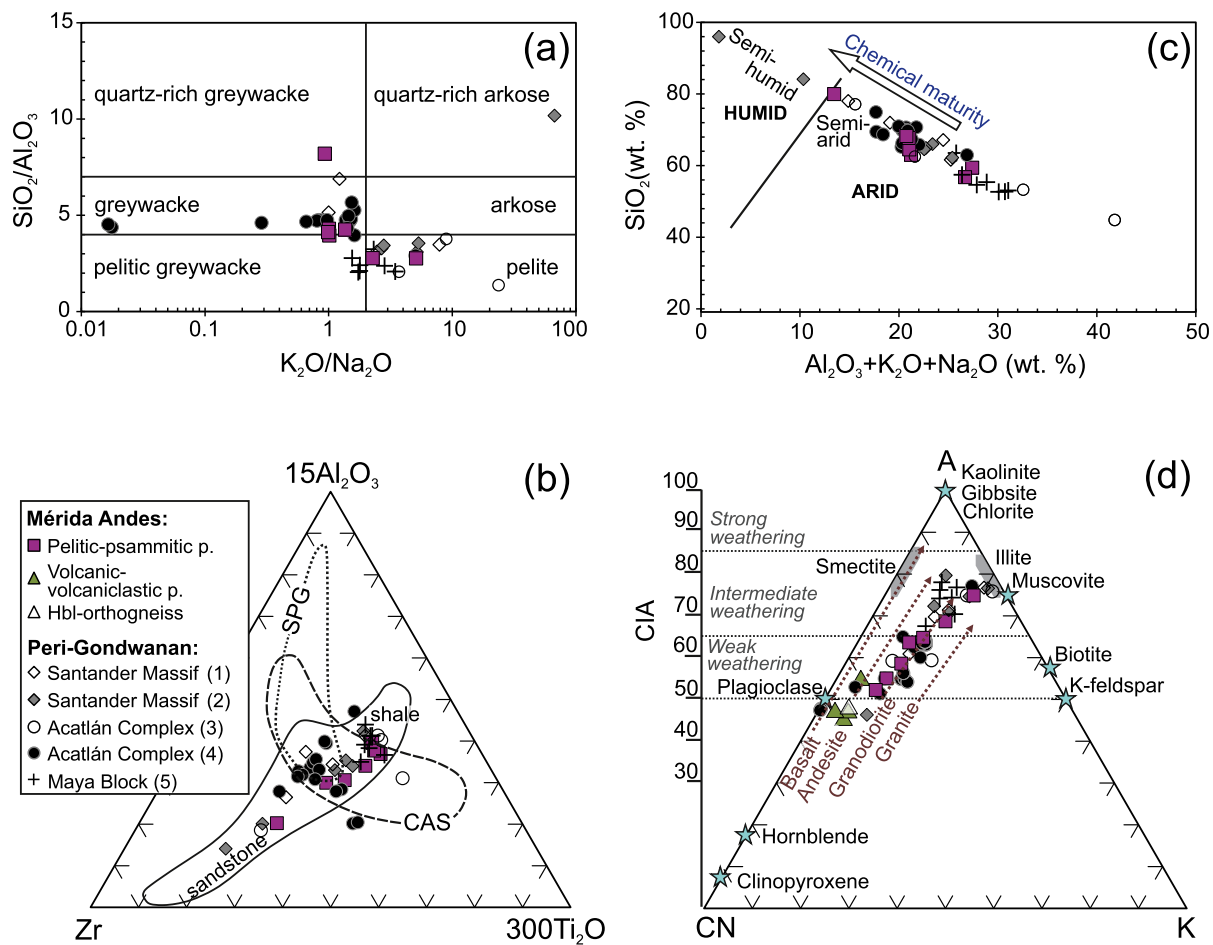 (a)
15
10
5
0
SiO2/Al2O3
quartz-rich greywacke
quartz-rich arkose
greywacke
arkose
pelitic greywacke
pelite
0.01
0.1
1
10
100
K2O/Na2O
(c)
100
80
60
40
20
SiO2(wt. %)
Semi-
humid
HUMID
Chemical maturity
Semi-
arid
ARID
0
10
20
30
40
50
Al2O3+K2O+Na2O (wt. %)
(b)
15Al2O3
Mérida Andes:
Pelitic-psammitic p.
Volcanic-
volcaniclastic p.
Hbl-orthogneiss
Peri-Gondwanan:
Santander Massif (1)
Santander Massif (2)
Acatlán Complex (3)
Acatlán Complex (4)
Maya Block (5)
SPG
shale
CAS
sandstone
Zr
300Ti2O
(d)
A
Kaolinite
Gibbsite
Chlorite
100
90
80
70
60
50
40
30
CIA
Strong
weathering
Smectite
Illite
Muscovite
Intermediate
weathering
Weak
weathering
Biotite
Plagioclase
K-feldspar
Basalt
Andesite
Granodiorite
Granite
Hornblende
Clinopyroxene
CN
K